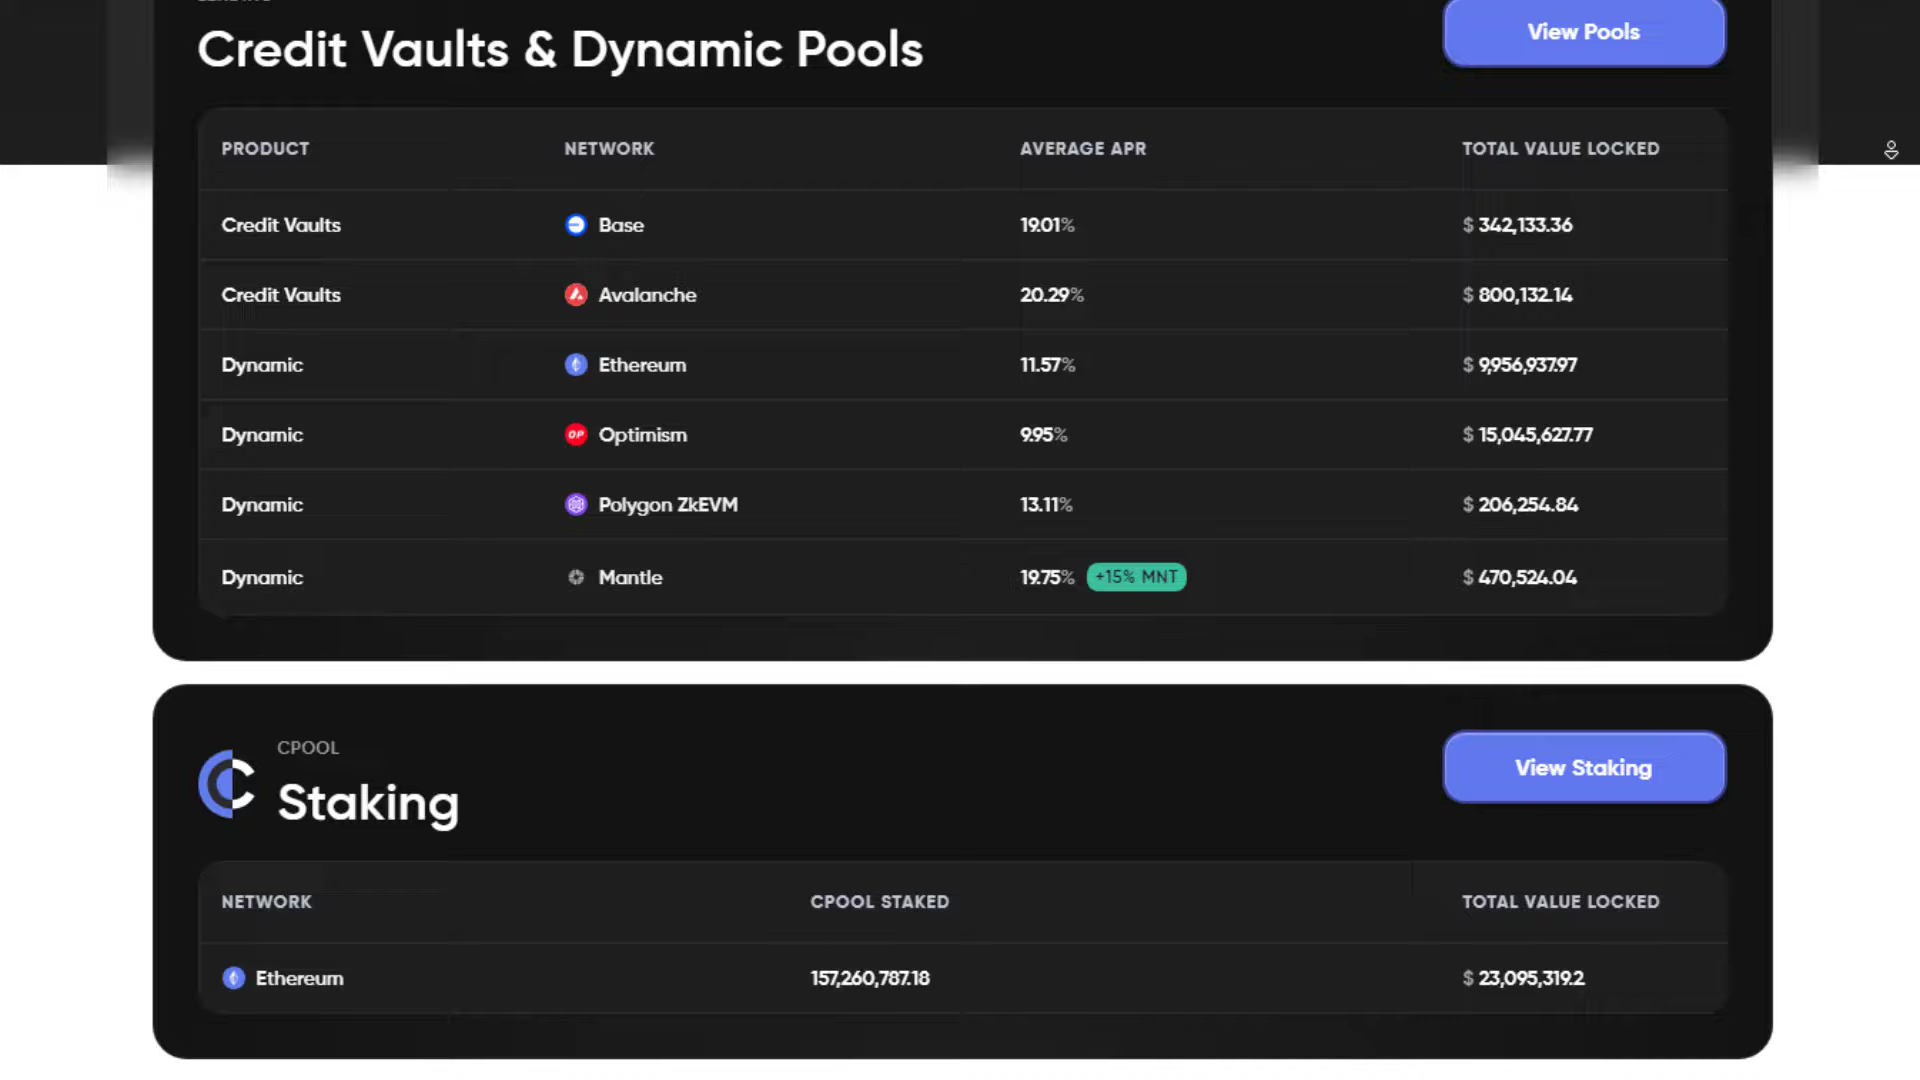 Credit Vaults & Dynamic Pools
View Pools
PRODUCT NETWORK AVERAGE APR TOTAL VALUE LOCKED
Credit Vaults Base 19.01% $ 342,133.36
Credit Vaults Avalanche 20.29% $ 800,132.14
Dynamic Ethereum 11.57% $ 9,956,937.97
Dynamic OP Optimism 9.95% $ 15,045,627.77
Dynamic Polygon ZkEVM 13.11% $ 206,254.84
Dynamic Mantle 19.75% +15% MNT $ 470,524.04
CPOOL
Staking
View Staking
NETWORK CPOOL STAKED TOTAL VALUE LOCKED
Ethereum 157,260,787.18 $ 23,095,319.2